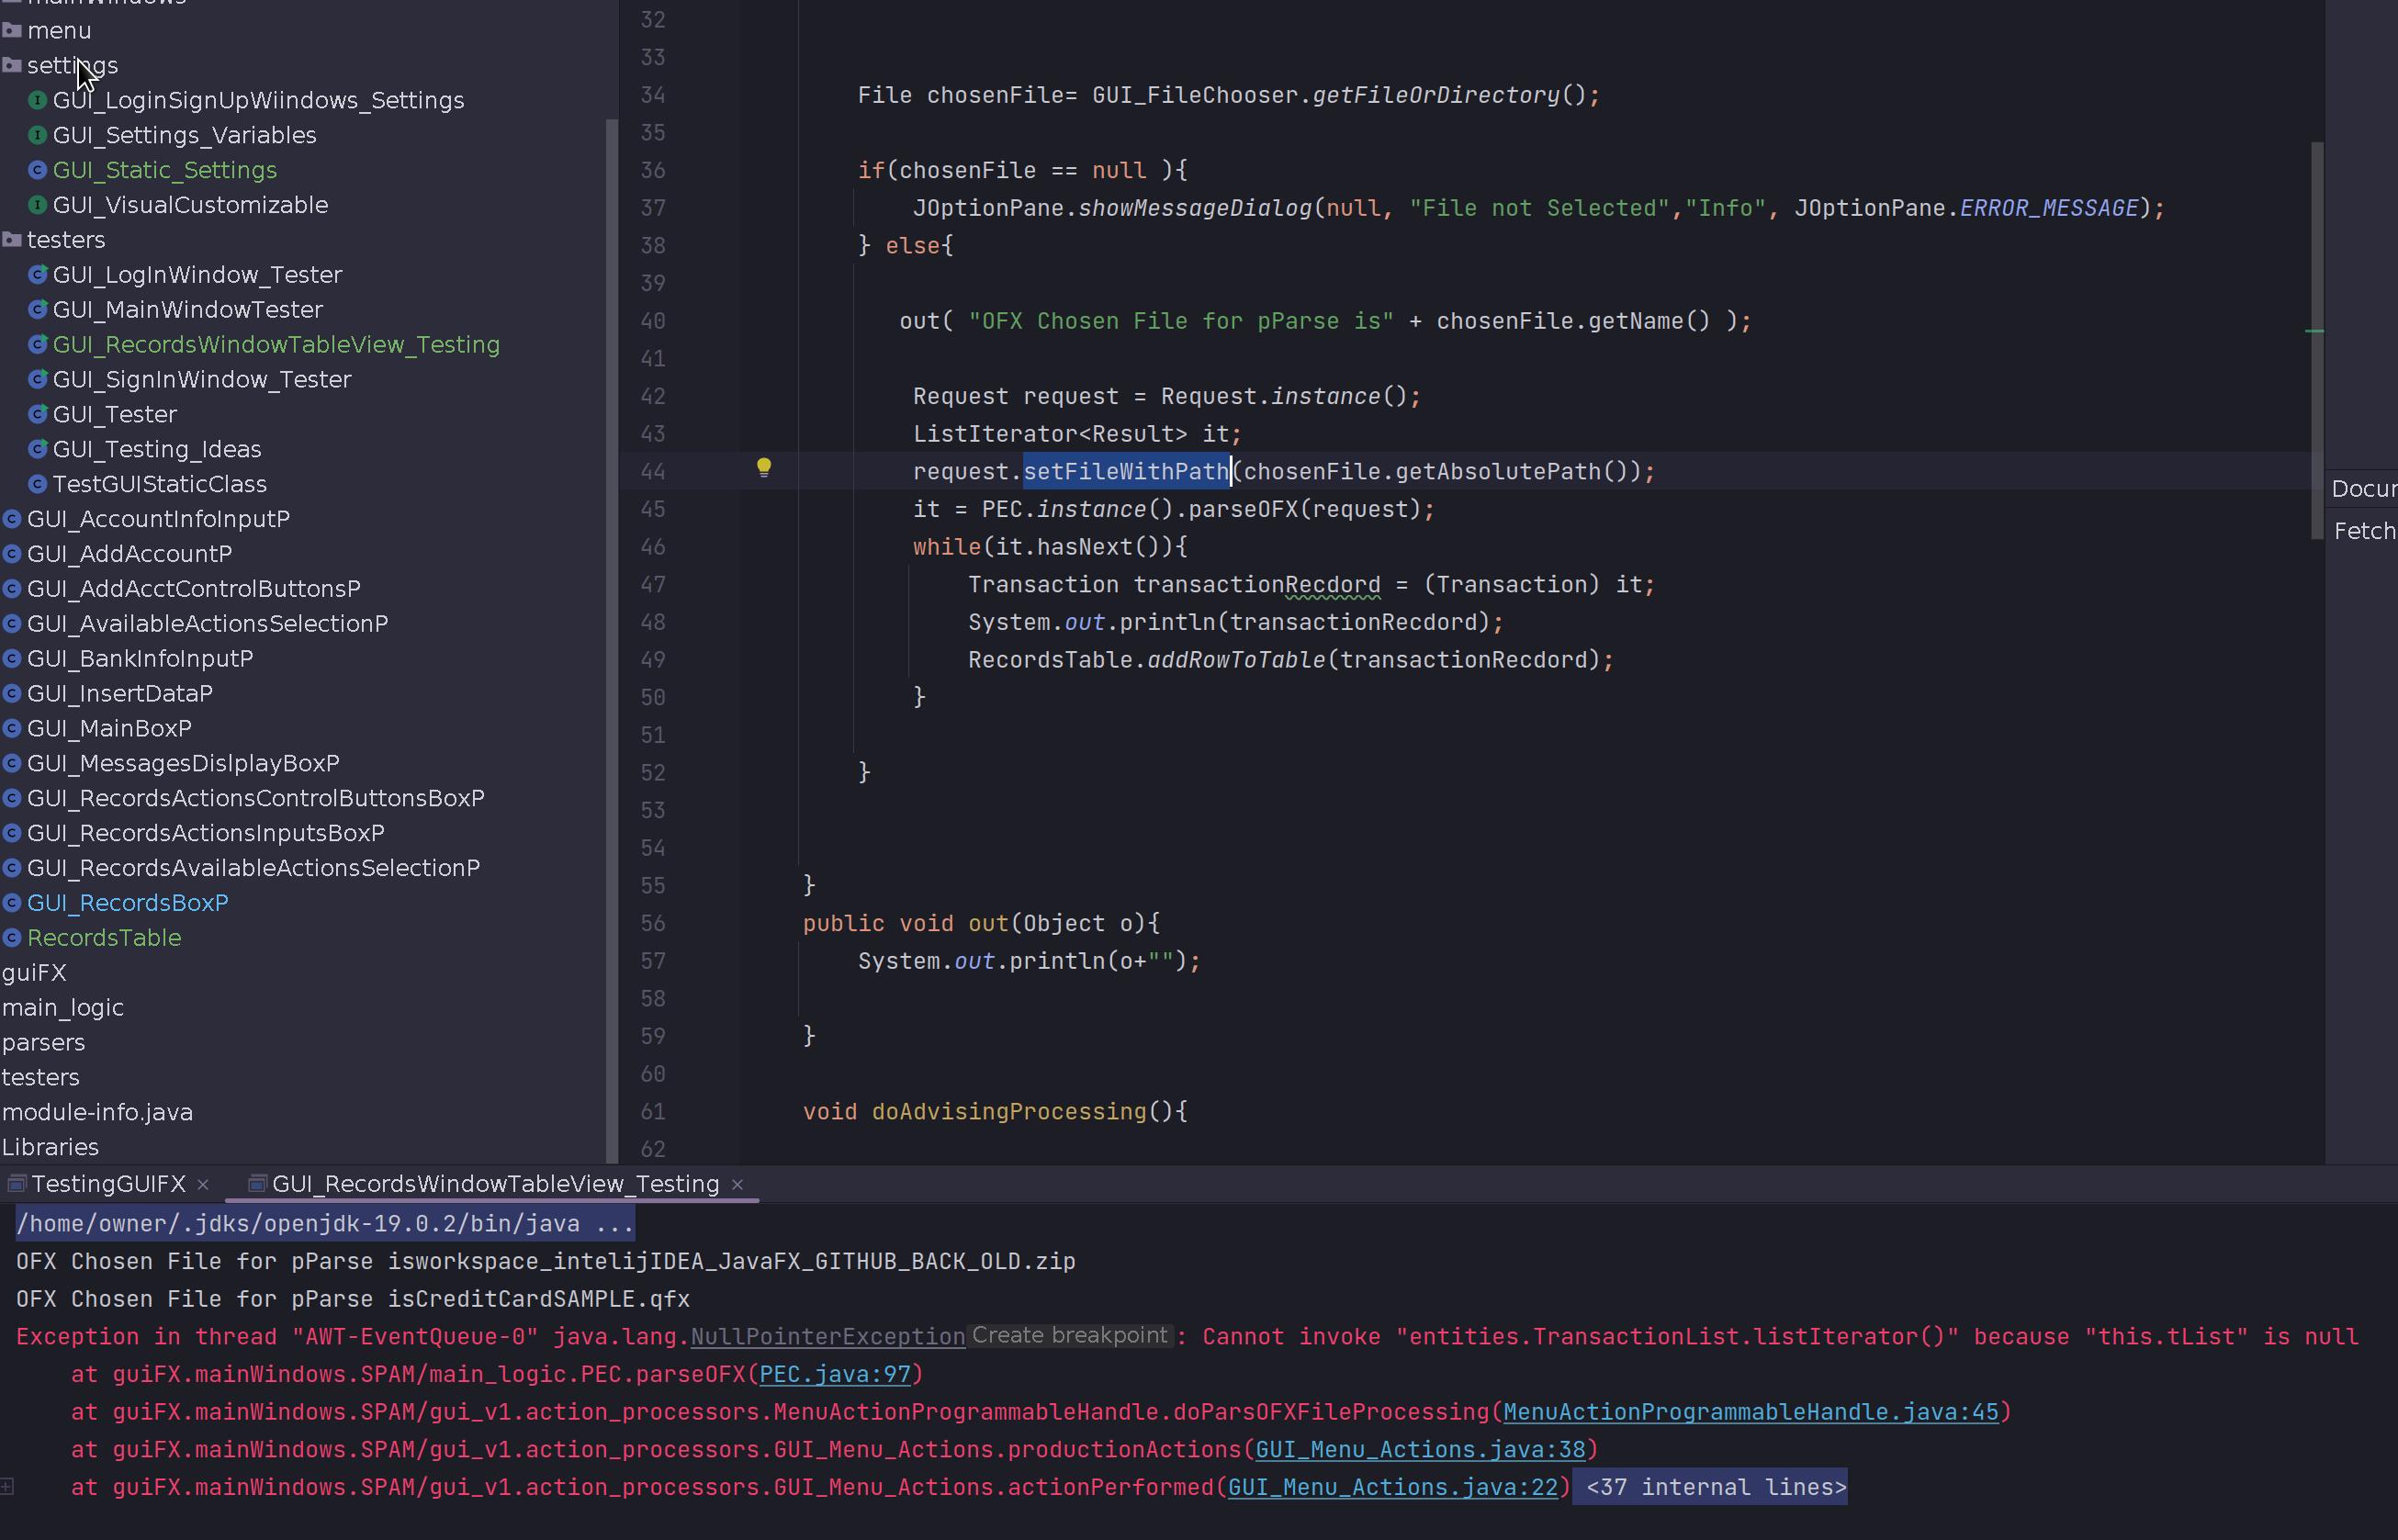 menu
settings
GUI_LoginSignUpWiindows_Settings
GUI_Settings_Variables
GUI_Static_Settings
GUI_VisualCustomizable
testers
GUI_LogInWindow_Tester
GUI_MainWindowTester
GUI_RecordsWindowTableView_Testing
GUI_SignInWindow_Tester
GUI_Tester
GUI_Testing_Ideas
TestGUIStaticClass
GUI_AccountInfoInputP
GUI_AddAccountP
GUI_AddAcctControlButtonsP
GUI_AvailableActionsSelectionP
GUI_BankInfoInputP
GUI_InsertDataP
GUI_MainBoxP
GUI_MessagesDislplayBoxP
GUI_RecordsActionsControlButtonsBoxP
GUI_RecordsActionsInputsBoxP
GUI_RecordsAvailableActionsSelectionP
GUI_RecordsBoxP
RecordsTable
guiFX
main_logic
parsers
testers
module-info.java
Libraries
32
33
34 File chosenFile= GUI_FileChooser.getFileOrDirectory();
35
36 if(chosenFile == null ){
37 JOptionPane.showMessageDialog(null, "File not Selected","Info", JOptionPane.ERROR_MESSAGE);
38 } else{
39
40 out( "OFX Chosen File for pParse is" + chosenFile.getName() );
41
42 Request request = Request.instance();
43 ListIterator<Result> it;
44 request.setFileWithPath(chosenFile.getAbsolutePath());
45 it = PEC.instance().parseOFX(request);
46 while(it.hasNext()){
47 Transaction transactionRecdord = (Transaction) it;
48 System.out.println(transactionRecdord);
49 RecordsTable.addRowToTable(transactionRecdord);
50 }
51
52 }
53
54
55 }
56 public void out(Object o){
57 System.out.println(o+"");
58
59 }
60
61 void doAdvisingProcessing(){
62
Docur
Fetch
TestingGUIFX × GUI_RecordsWindowTableView_Testing ×
/home/owner/.jdks/openjdk-19.0.2/bin/java ...
OFX Chosen File for pParse isworkspace_intelijIDEA_JavaFX_GITHUB_BACK_OLD.zip
OFX Chosen File for pParse isCreditCardSAMPLE.qfx
Exception in thread "AWT-EventQueue-0" java.lang.NullPointerException Create breakpoint : Cannot invoke "entities.TransactionList.listIterator()" because "this.tList" is null
at guiFX.mainWindows.SPAM/main_logic.PEC.parseOFX(PEC.java:97)
at guiFX.mainWindows.SPAM/gui_v1.action_processors.MenuActionProgrammableHandle.doParsOFXFileProcessing(MenuActionProgrammableHandle.java:45)
at guiFX.mainWindows.SPAM/gui_v1.action_processors.GUI_Menu_Actions.productionActions(GUI_Menu_Actions.java:38)
at guiFX.mainWindows.SPAM/gui_v1.action_processors.GUI_Menu_Actions.actionPerformed(GUI_Menu_Actions.java:22) <37 internal lines>